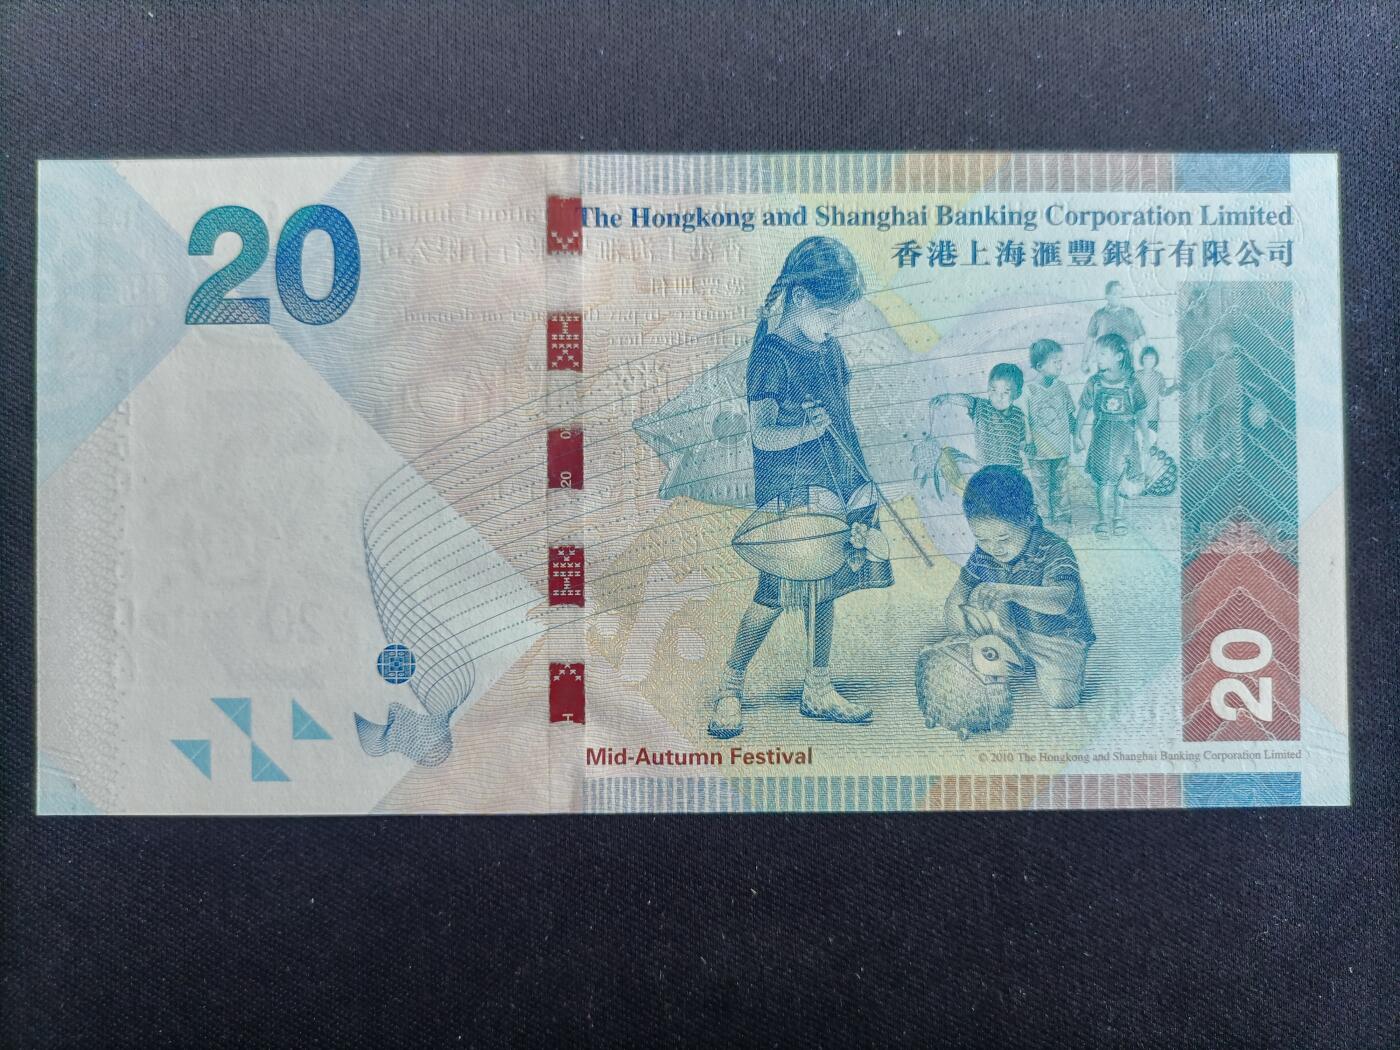 20
The Hongkong and Shanghai Banking Corporation Limited
香港上海滙豐銀行有限公司
20
20
Mid-Autumn Festival
© 2010 The Hongkong and Shanghai Banking Corporation Limited